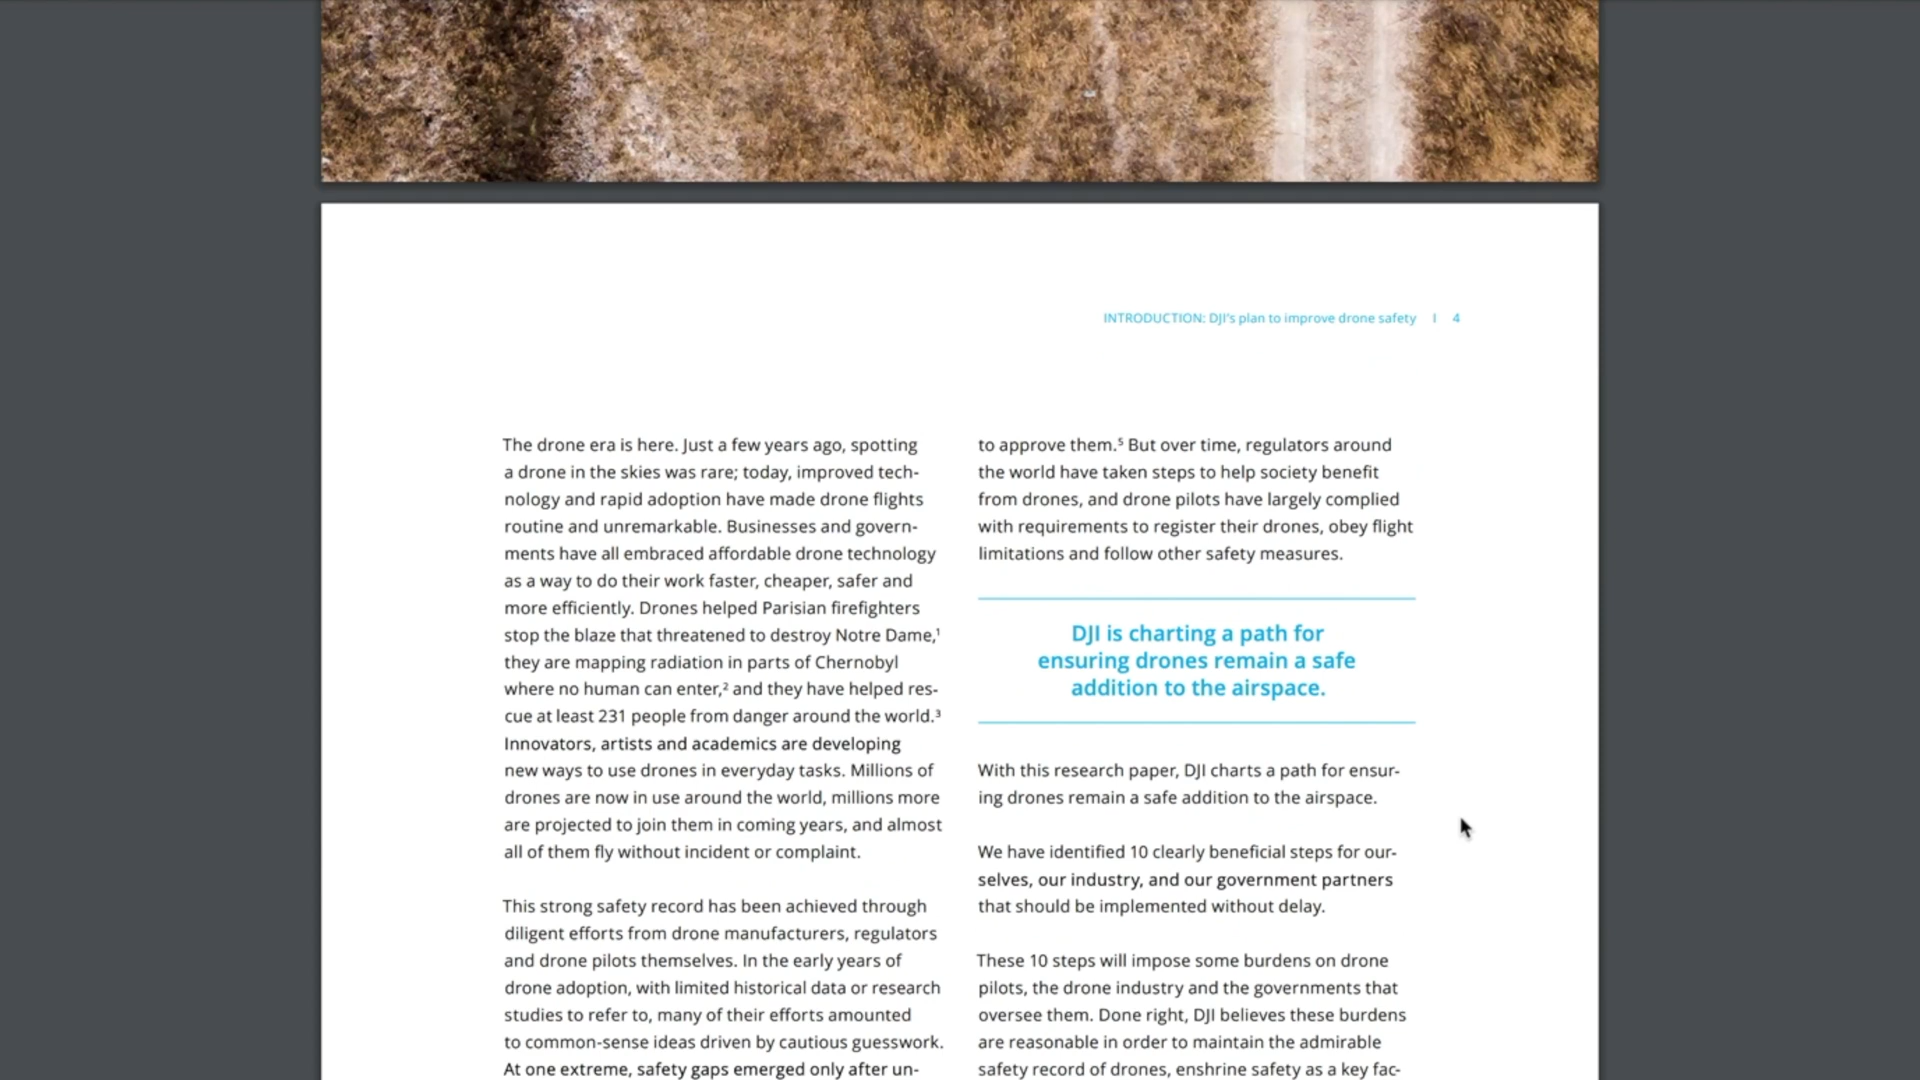 INTRODUCTION: DJI's plan to improve drone safety I 4
The drone era is here. Just a few years ago, spotting
a drone in the skies was rare; today, improved tech-
nology and rapid adoption have made drone flights
routine and unremarkable. Businesses and govern-
ments have all embraced affordable drone technology
as a way to do their work faster, cheaper, safer and
more efficiently. Drones helped Parisian firefighters
stop the blaze that threatened to destroy Notre Dame,¹
they are mapping radiation in parts of Chernobyl
where no human can enter,² and they have helped res-
cue at least 231 people from danger around the world.³
Innovators, artists and academics are developing
new ways to use drones in everyday tasks. Millions of
drones are now in use around the world, millions more
are projected to join them in coming years, and almost
all of them fly without incident or complaint.
This strong safety record has been achieved through
diligent efforts from drone manufacturers, regulators
and drone pilots themselves. In the early years of
drone adoption, with limited historical data or research
studies to refer to, many of their efforts amounted
to common-sense ideas driven by cautious guesswork.
At one extreme, safety gaps emerged only after un-
to approve them.⁵ But over time, regulators around
the world have taken steps to help society benefit
from drones, and drone pilots have largely complied
with requirements to register their drones, obey flight
limitations and follow other safety measures.
DJI is charting a path for
ensuring drones remain a safe
addition to the airspace.
With this research paper, DJI charts a path for ensur-
ing drones remain a safe addition to the airspace.
We have identified 10 clearly beneficial steps for our-
selves, our industry, and our government partners
that should be implemented without delay.
These 10 steps will impose some burdens on drone
pilots, the drone industry and the governments that
oversee them. Done right, DJI believes these burdens
are reasonable in order to maintain the admirable
safety record of drones, enshrine safety as a key fac-